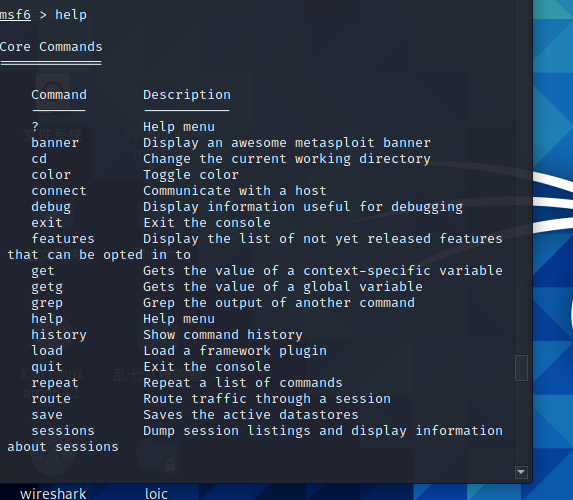 msf6 > help
Core Commands
=============
Command Description
------- -----------
? Help menu
banner Display an awesome metasploit banner
cd Change the current working directory
color Toggle color
connect Communicate with a host
debug Display information useful for debugging
exit Exit the console
features Display the list of not yet released features
that can be opted in to
get Gets the value of a context-specific variable
getg Gets the value of a global variable
grep Grep the output of another command
help Help menu
history Show command history
load Load a framework plugin
quit Exit the console
repeat Repeat a list of commands
route Route traffic through a session
save Saves the active datastores
sessions Dump session listings and display information
about sessions
wireshark loic